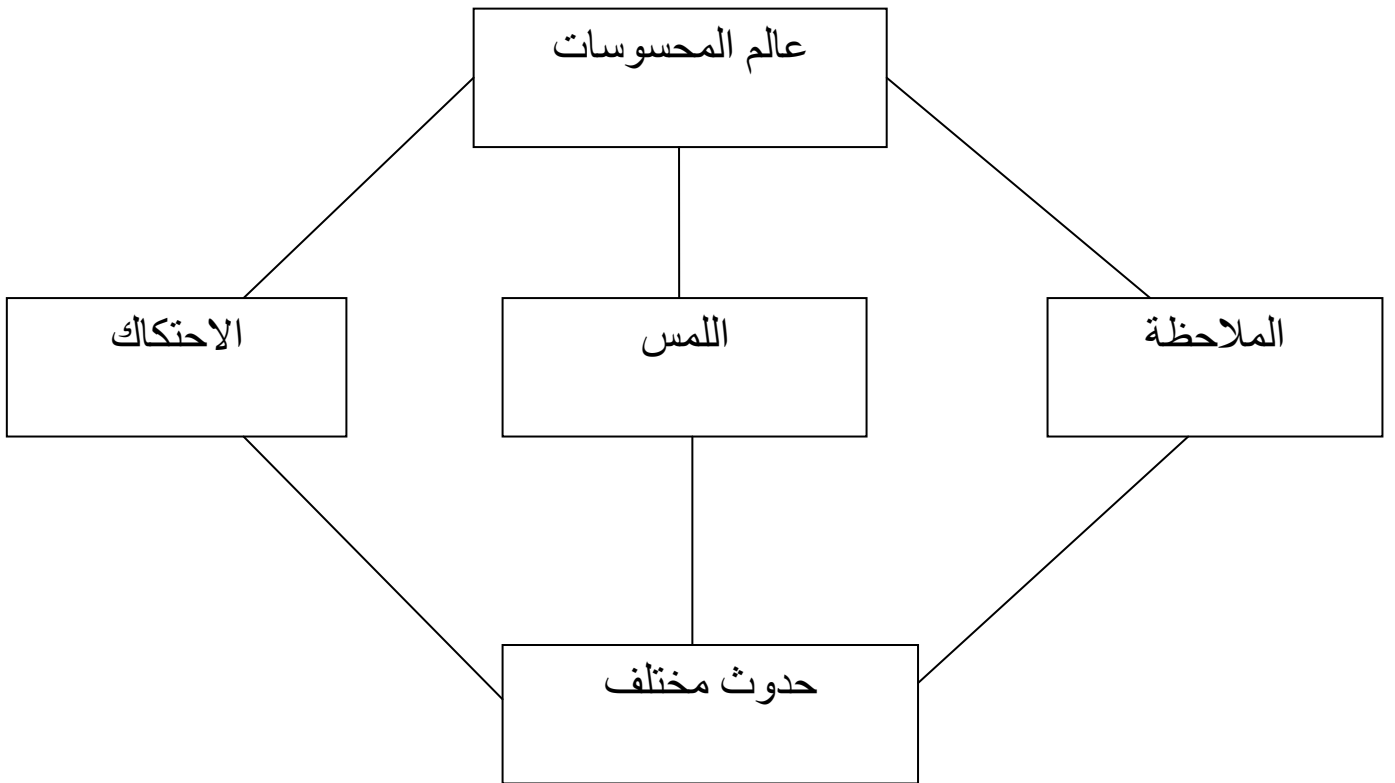 عالم المحسوسات
الملاحظة
اللمس
الاحتكاك
حدوث مختلف